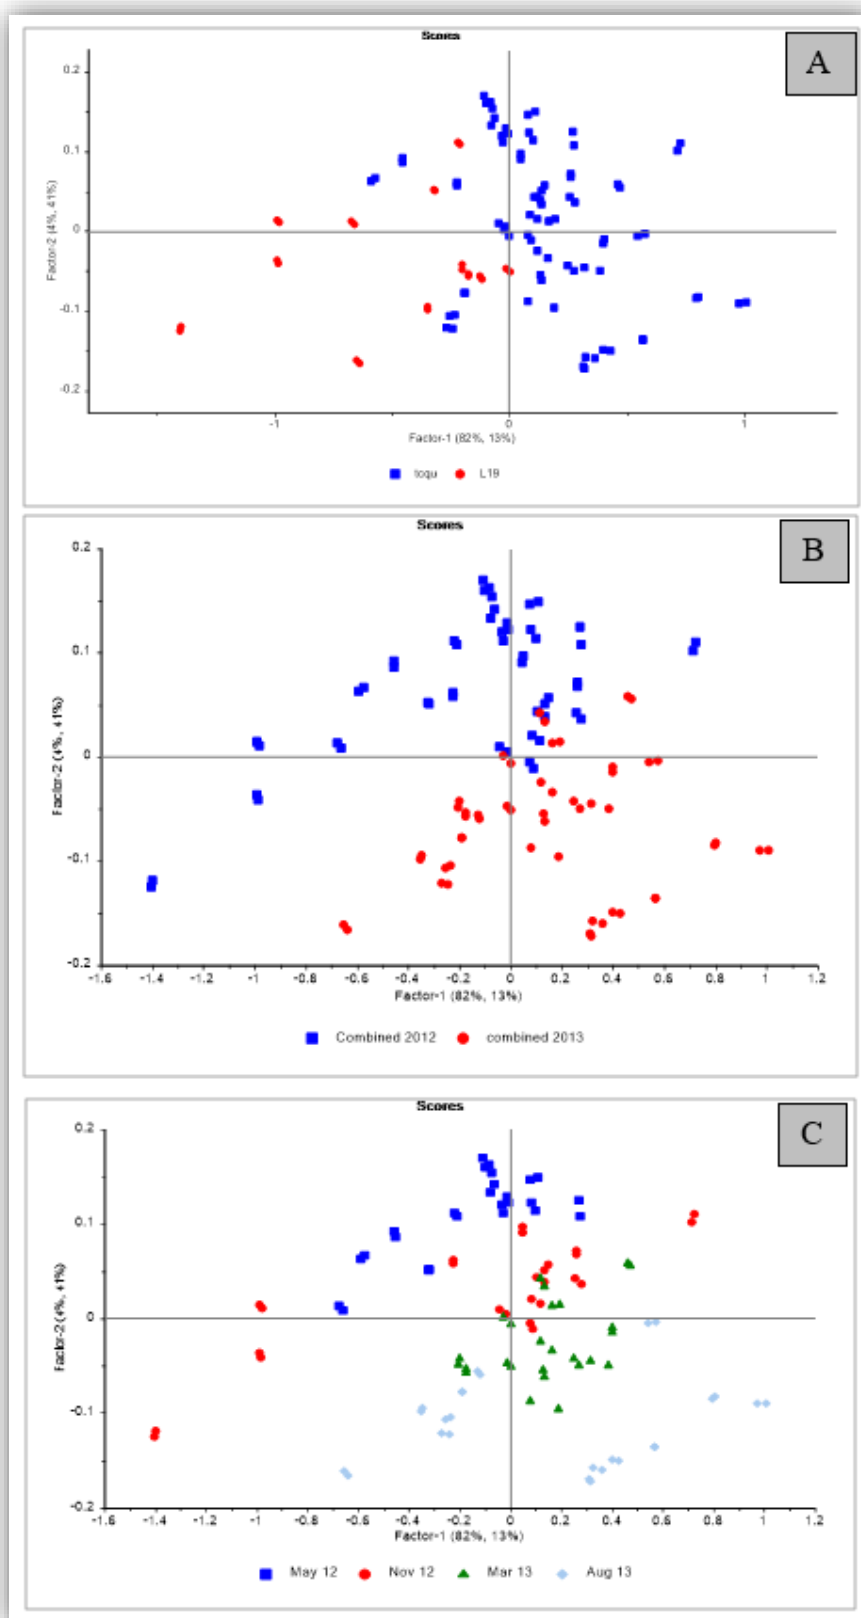 Scores
A
0.2
0.1
0
-0.1
-0.2
Factor-2 (4%, 41%)
-1
0
1
Factor-1 (82%, 13%)
toqu
L19
Scores
B
0.2
0.1
0
-0.1
-0.2
Factor-2 (4%, 41%)
-1.6
-1.4
-1.2
-1
-0.8
-0.6
-0.4
-0.2
0
0.2
0.4
0.6
0.8
1
1.2
Factor-1 (82%, 13%)
Combined 2012
combined 2013
Scores
C
0.2
0.1
0
-0.1
-0.2
Factor-2 (4%, 41%)
-1.6
-1.4
-1.2
-1
-0.8
-0.6
-0.4
-0.2
0
0.2
0.4
0.6
0.8
1
1.2
Factor-1 (82%, 13%)
May 12
Nov 12
Mar 13
Aug 13